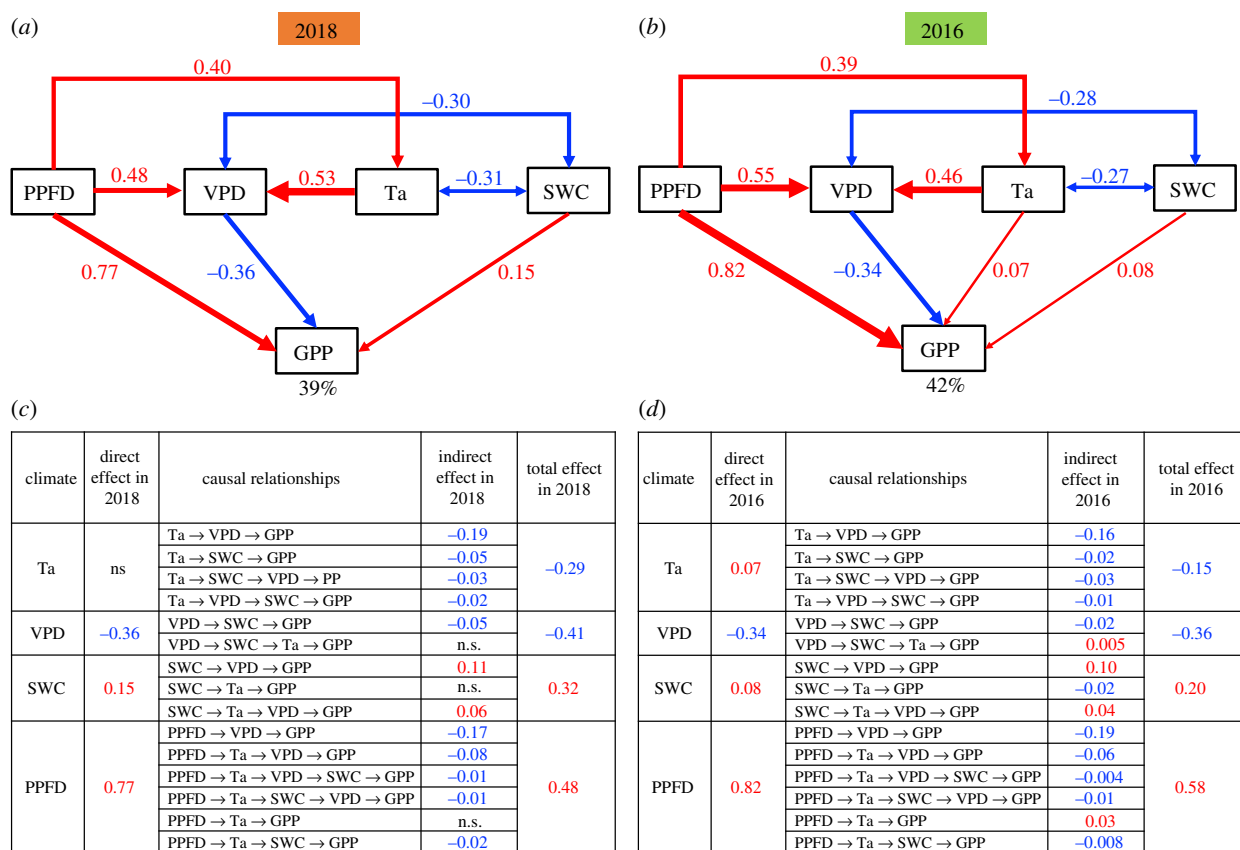 (a)
2018
0.40
–0.30
PPFD
0.48
VPD
0.53
Ta
–0.31
SWC
0.77
–0.36
0.15
GPP
39%
(b)
2016
0.39
–0.28
PPFD
0.55
VPD
0.46
Ta
–0.27
SWC
0.82
–0.34
0.07
0.08
GPP
42%
(c)
climate direct effect in 2018 causal relationships indirect effect in 2018 total effect in 2018
Ta ns –0.29
Ta → VPD → GPP –0.19
Ta → SWC → GPP –0.05
Ta → SWC → VPD → PP –0.03
Ta → VPD → SWC → GPP –0.02
VPD –0.36 –0.41
VPD → SWC → GPP –0.05
VPD → SWC → Ta → GPP n.s.
SWC 0.15 0.32
SWC → VPD → GPP 0.11
SWC → Ta → GPP n.s.
SWC → Ta → VPD → GPP 0.06
PPFD 0.77 0.48
PPFD → VPD → GPP –0.17
PPFD → Ta → VPD → GPP –0.08
PPFD → Ta → VPD → SWC → GPP –0.01
PPFD → Ta → SWC → VPD → GPP –0.01
PPFD → Ta → GPP n.s.
PPFD → Ta → SWC → GPP –0.02
(d)
climate direct effect in 2016 causal relationships indirect effect in 2016 total effect in 2016
Ta 0.07 –0.15
Ta → VPD → GPP –0.16
Ta → SWC → GPP –0.02
Ta → SWC → VPD → GPP –0.03
Ta → VPD → SWC → GPP –0.01
VPD –0.34 –0.36
VPD → SWC → GPP –0.02
VPD → SWC → Ta → GPP 0.005
SWC 0.08 0.20
SWC → VPD → GPP 0.10
SWC → Ta → GPP –0.02
SWC → Ta → VPD → GPP 0.04
PPFD 0.82 0.58
PPFD → VPD → GPP –0.19
PPFD → Ta → VPD → GPP –0.06
PPFD → Ta → VPD → SWC → GPP –0.004
PPFD → Ta → SWC → VPD → GPP –0.01
PPFD → Ta → GPP 0.03
PPFD → Ta → SWC → GPP –0.008